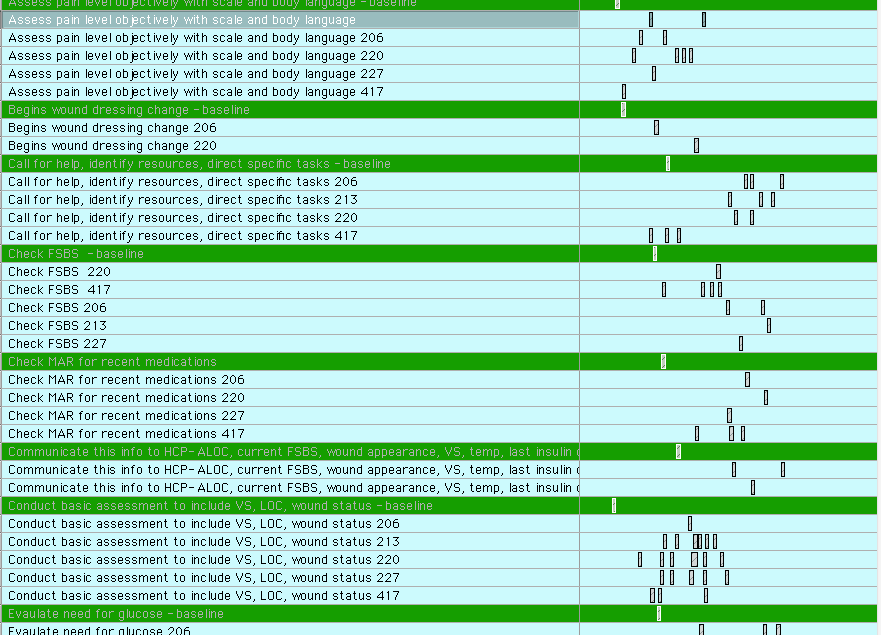 Assess pain level objectively with scale and body language - baseline
Assess pain level objectively with scale and body language
Assess pain level objectively with scale and body language 206
Assess pain level objectively with scale and body language 220
Assess pain level objectively with scale and body language 227
Assess pain level objectively with scale and body language 417
Begins wound dressing change - baseline
Begins wound dressing change 206
Begins wound dressing change 220
Call for help, identify resources, direct specific tasks - baseline
Call for help, identify resources, direct specific tasks 206
Call for help, identify resources, direct specific tasks 213
Call for help, identify resources, direct specific tasks 220
Call for help, identify resources, direct specific tasks 417
Check FSBS - baseline
Check FSBS 220
Check FSBS 417
Check FSBS 206
Check FSBS 213
Check FSBS 227
Check MAR for recent medications
Check MAR for recent medications 206
Check MAR for recent medications 220
Check MAR for recent medications 227
Check MAR for recent medications 417
Communicate this info to HCP- ALOC, current FSBS, wound appearance, VS, temp, last insulin
Communicate this info to HCP- ALOC, current FSBS, wound appearance, VS, temp, last insulin
Communicate this info to HCP- ALOC, current FSBS, wound appearance, VS, temp, last insulin
Conduct basic assessment to include VS, LOC, wound status - baseline
Conduct basic assessment to include VS, LOC, wound status 206
Conduct basic assessment to include VS, LOC, wound status 213
Conduct basic assessment to include VS, LOC, wound status 220
Conduct basic assessment to include VS, LOC, wound status 227
Conduct basic assessment to include VS, LOC, wound status 417
Evaulate need for glucose - baseline
Evaulate need for glucose 206